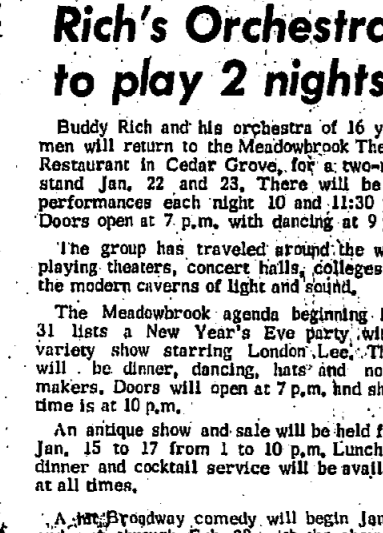 Rich's Orchestra
to play 2 nights
Buddy Rich and his orchestra of 16 y
men will return to the Meadowbrook The
Restaurant in Cedar Grove, for a two-
stand Jan. 22 and 23. There will be
performances each night 10 and 11:30
Doors open at 7 p.m. with dancing at 9
The group has traveled around the w
playing theaters, concert halls, colleges
the modern caverns of light and sound.
The Meadowbrook agenda beginning
31 lists a New Year's Eve party wi
variety show starring London Lee. Th
will be dinner, dancing, hats and no
makers. Doors will open at 7 p.m. and sh
time is at 10 p.m.
An antique show and sale will be held f
Jan. 15 to 17 from 1 to 10 p.m. Lunch
dinner and cocktail service will be avail
at all times.
A hit Broadway comedy will begin Jan